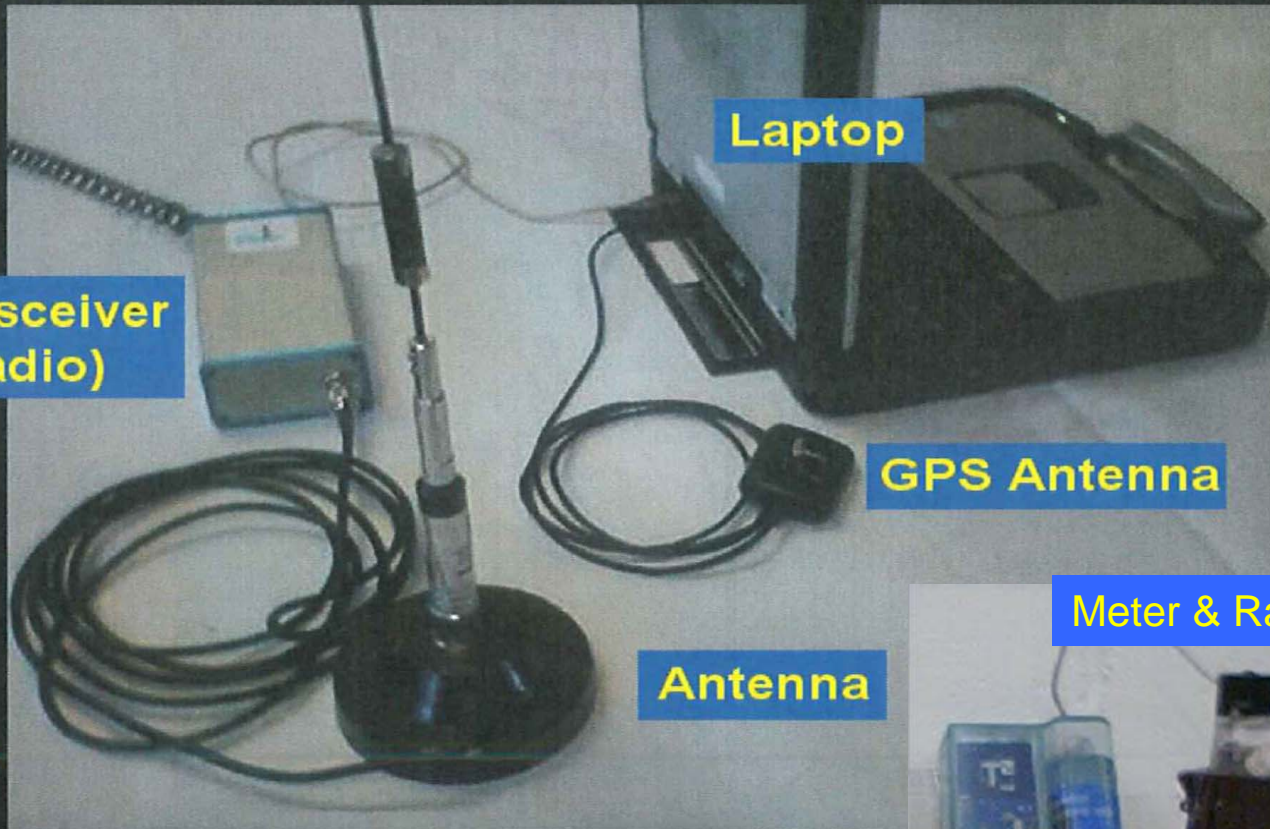 Laptop
sceiver
adio)
GPS Antenna
Meter & Ra
Antenna